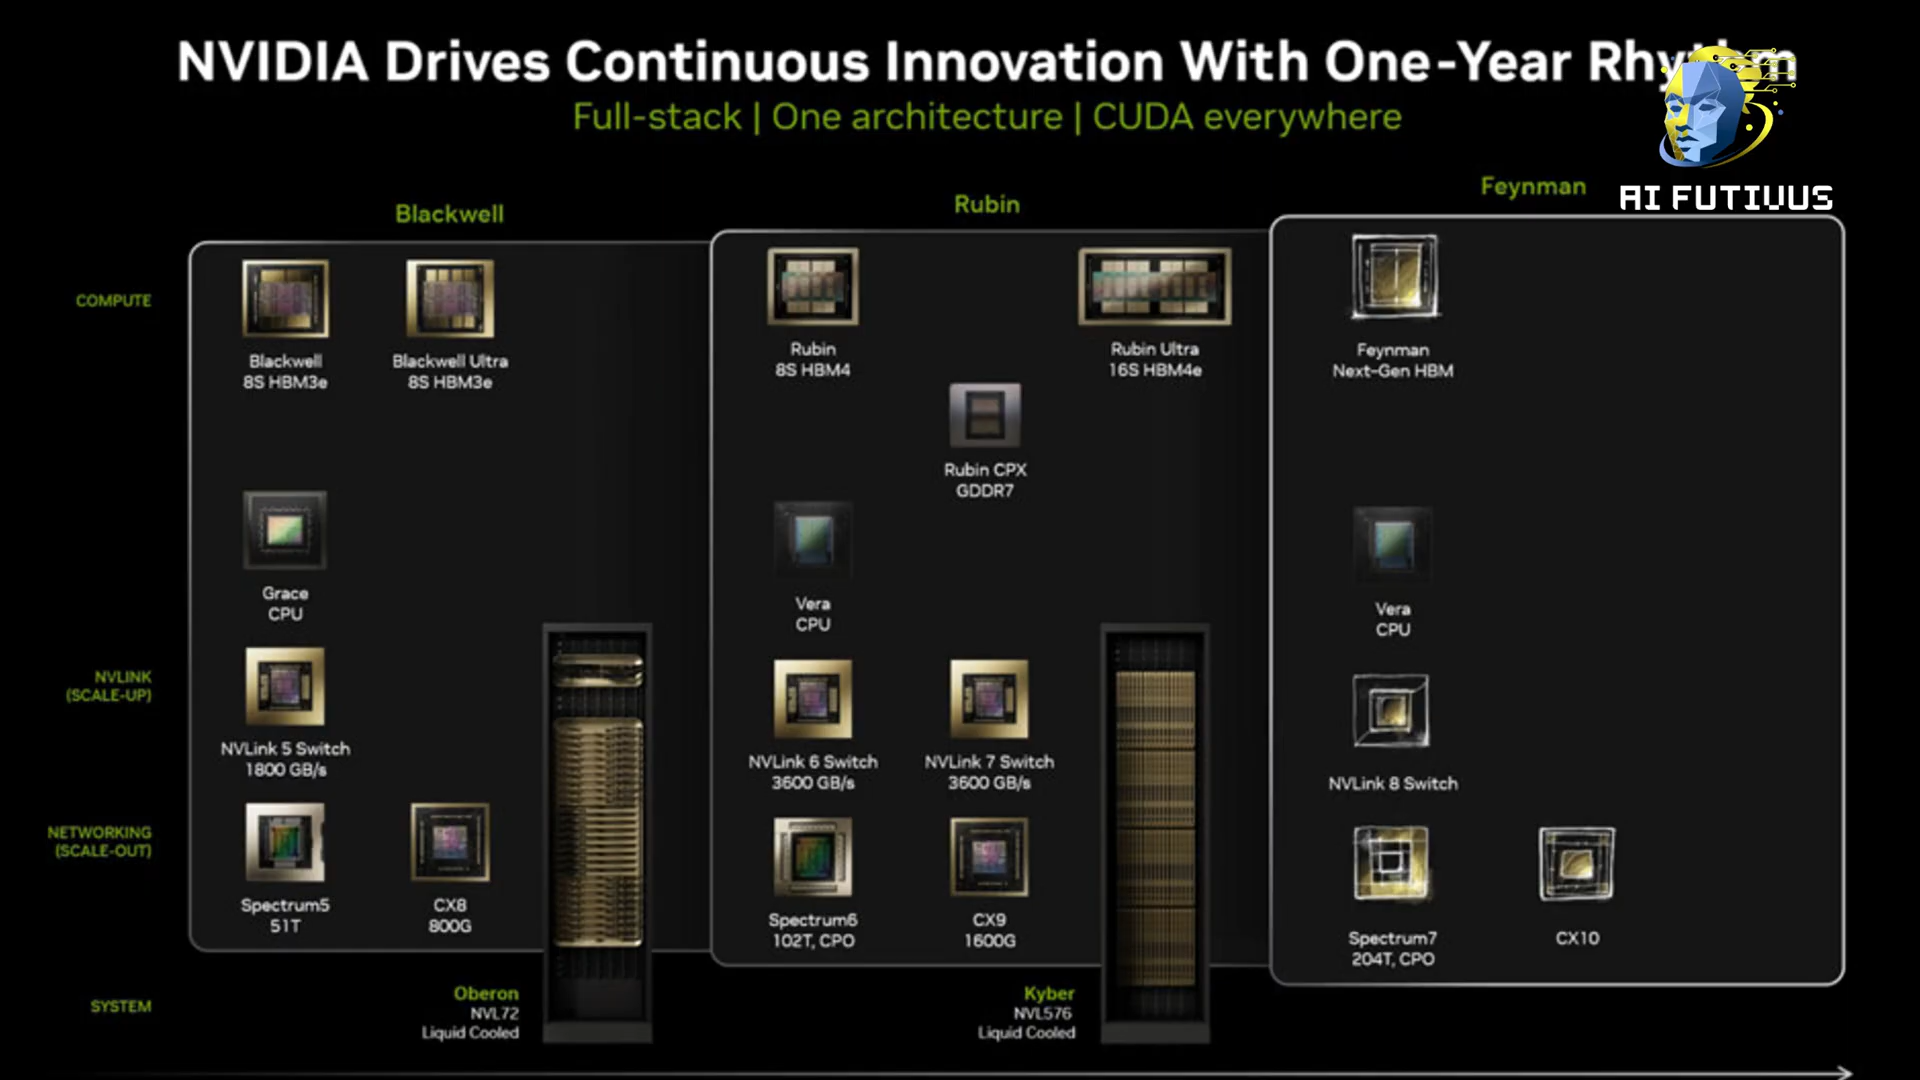 NVIDIA Drives Continuous Innovation With One-Year Rhythm
Full-stack | One architecture | CUDA everywhere
AI FUTIVUS
Blackwell
Rubin
Feynman
COMPUTE
Blackwell
8S HBM3e
Blackwell Ultra
8S HBM3e
Rubin
8S HBM4
Rubin Ultra
16S HBM4e
Feynman
Next-Gen HBM
Rubin CPX
GDDR7
Grace
CPU
Vera
CPU
Vera
CPU
NVLINK
(SCALE-UP)
NVLink 5 Switch
1800 GB/s
NVLink 6 Switch
3600 GB/s
NVLink 7 Switch
3600 GB/s
NVLink 8 Switch
NETWORKING
(SCALE-OUT)
Spectrum5
51T
CX8
800G
Spectrum6
102T, CPO
CX9
1600G
Spectrum7
204T, CPO
CX10
SYSTEM
Oberon
NVL72
Liquid Cooled
Kyber
NVL576
Liquid Cooled